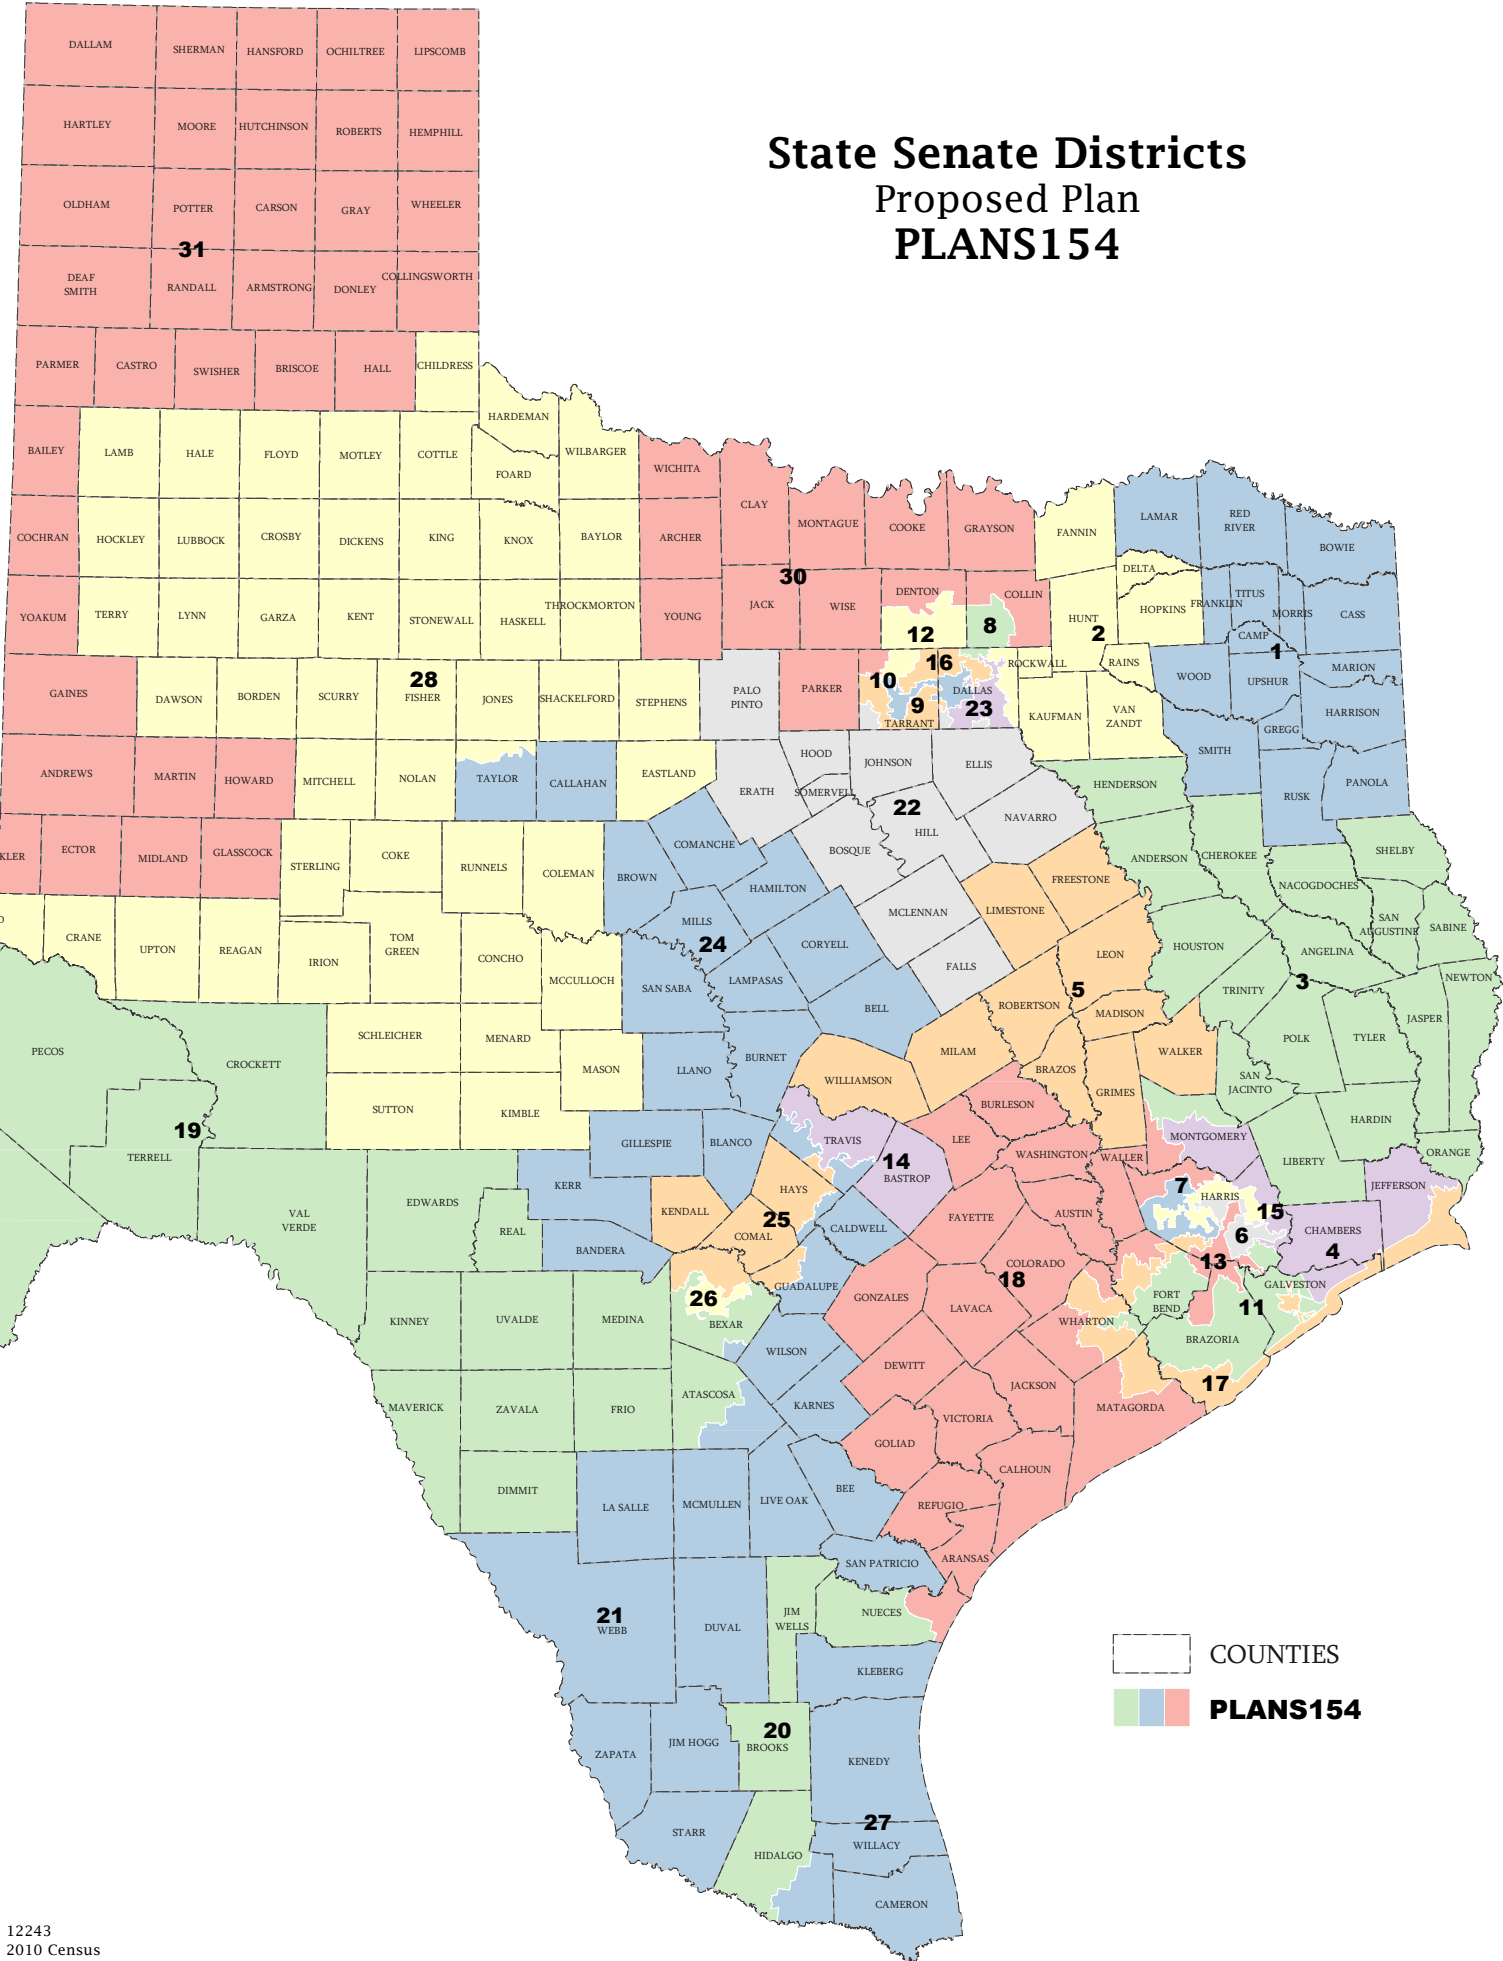 State Senate Districts
Proposed Plan
PLANS154
DALLAM
SHERMAN
HANSFORD
OCHILTREE
LIPSCOMB
HARTLEY
MOORE
HUTCHINSON
ROBERTS
HEMPHILL
OLDHAM
POTTER
CARSON
GRAY
WHEELER
31
DEAF
SMITH
RANDALL
ARMSTRONG
DONLEY
COLLINGSWORTH
PARMER
CASTRO
SWISHER
BRISCOE
HALL
CHILDRESS
HARDEMAN
BAILEY
LAMB
HALE
FLOYD
MOTLEY
COTTLE
FOARD
WILBARGER
WICHITA
CLAY
MONTAGUE
COOKE
GRAYSON
FANNIN
LAMAR
RED
RIVER
BOWIE
COCHRAN
HOCKLEY
LUBBOCK
CROSBY
DICKENS
KING
KNOX
BAYLOR
ARCHER
30
DELTA
YOAKUM
TERRY
LYNN
GARZA
KENT
STONEWALL
HASKELL
THROCKMORTON
YOUNG
JACK
WISE
DENTON
COLLIN
12
8
HUNT
2
HOPKINS
FRANKLIN
TITUS
MORRIS
CASS
CAMP
1
GAINES
DAWSON
BORDEN
SCURRY
28
FISHER
JONES
SHACKELFORD
STEPHENS
PALO
PINTO
PARKER
10
16
9
TARRANT
DALLAS
23
ROCKWALL
RAINS
KAUFMAN
VAN
ZANDT
WOOD
UPSHUR
MARION
HARRISON
GREGG
SMITH
ANDREWS
MARTIN
HOWARD
MITCHELL
NOLAN
TAYLOR
CALLAHAN
EASTLAND
ERATH
HOOD
SOMERVELL
JOHNSON
ELLIS
22
HILL
NAVARRO
HENDERSON
RUSK
PANOLA
KLER
ECTOR
MIDLAND
GLASSCOCK
STERLING
COKE
RUNNELS
COLEMAN
BROWN
COMANCHE
HAMILTON
BOSQUE
MCLENNAN
LIMESTONE
FREESTONE
ANDERSON
CHEROKEE
NACOGDOCHES
SHELBY
D
CRANE
UPTON
REAGAN
IRION
TOM
GREEN
CONCHO
MCCULLOCH
MILLS
24
CORYELL
LAMPASAS
SAN SABA
BELL
FALLS
LEON
5
ROBERTSON
MADISON
HOUSTON
ANGELINA
SAN
AUGUSTINE
SABINE
3
TRINITY
NEWTON
JASPER
PECOS
CROCKETT
SCHLEICHER
MENARD
MASON
LLANO
BURNET
WILLIAMSON
MILAM
BRAZOS
GRIMES
WALKER
SAN
JACINTO
POLK
TYLER
HARDIN
19
TERRELL
SUTTON
KIMBLE
GILLESPIE
BLANCO
TRAVIS
14
BASTROP
LEE
BURLESON
WASHINGTON
WALLER
MONTGOMERY
LIBERTY
ORANGE
JEFFERSON
VAL
VERDE
EDWARDS
REAL
KERR
BANDERA
KENDALL
HAYS
25
COMAL
CALDWELL
FAYETTE
AUSTIN
7
HARRIS
15
6
CHAMBERS
4
13
18
COLORADO
GONZALES
LAVACA
FORT
BEND
GALVESTON
11
BRAZORIA
WHARTON
17
KINNEY
UVALDE
MEDINA
26
BEXAR
GUADALUPE
WILSON
DEWITT
JACKSON
MATAGORDA
MAVERICK
ZAVALA
FRIO
ATASCOSA
KARNES
VICTORIA
GOLIAD
CALHOUN
DIMMIT
LA SALLE
MCMULLEN
LIVE OAK
BEE
REFUGIO
ARANSAS
SAN PATRICIO
21
WEBB
DUVAL
JIM
WELLS
NUECES
KLEBERG
ZAPATA
JIM HOGG
20
BROOKS
KENEDY
STARR
HIDALGO
27
WILLACY
CAMERON
COUNTIES
PLANS154
12243
2010 Census